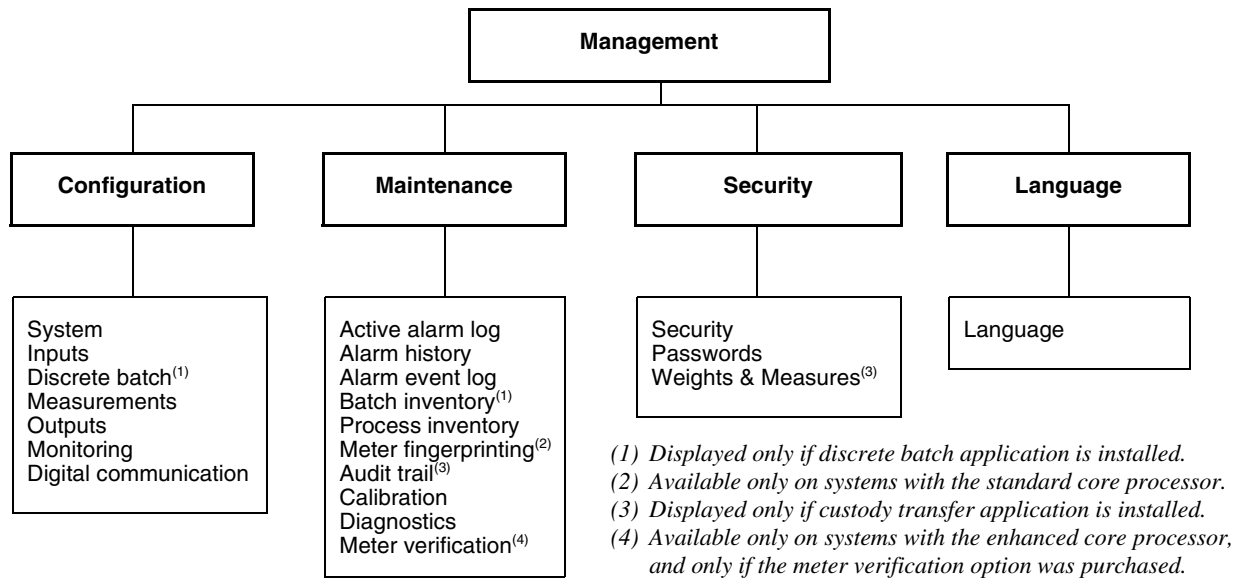 Management
Configuration
Maintenance
Security
Language
System
Inputs
Discrete batch(1)
Measurements
Outputs
Monitoring
Digital communication
Active alarm log
Alarm history
Alarm event log
Batch inventory(1)
Process inventory
Meter fingerprinting(2)
Audit trail(3)
Calibration
Diagnostics
Meter verification(4)
Security
Passwords
Weights & Measures(3)
Language
(1) Displayed only if discrete batch application is installed.
(2) Available only on systems with the standard core processor.
(3) Displayed only if custody transfer application is installed.
(4) Available only on systems with the enhanced core processor,
and only if the meter verification option was purchased.